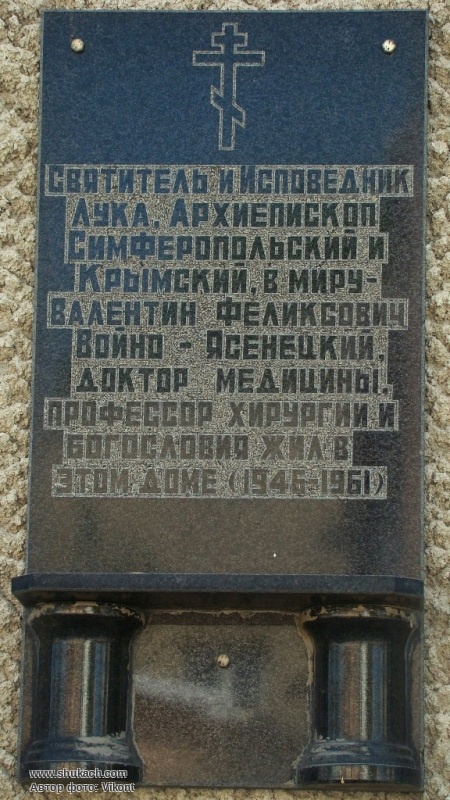 Святитель и Исповедник
Лука, Архиепископ
Симферопольский и
Крымский, в миру-
Валентин Феликсович
Войно - Ясенецкий,
доктор медицины,
профессор хирургии и
богословия жил в
этом доме (1946-1961)
www.shukach.com
Автор фото: Vikont